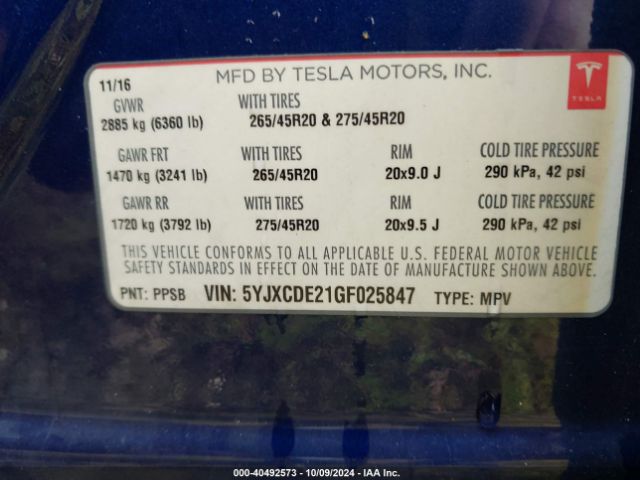 MFD BY TESLA MOTORS, INC.
TESLA
11/16
GVWR WITH TIRES
2885 kg (6360 lb) 265/45R20 & 275/45R20
GAWR FRT WITH TIRES RIM COLD TIRE PRESSURE
1470 kg (3241 lb) 265/45R20 20x9.0 J 290 kPa, 42 psi
GAWR RR WITH TIRES RIM COLD TIRE PRESSURE
1720 kg (3792 lb) 275/45R20 20x9.5 J 290 kPa, 42 psi
THIS VEHICLE CONFORMS TO ALL APPLICABLE U.S. FEDERAL MOTOR VEHICLE
SAFETY STANDARDS IN EFFECT ON THE DATE OF MANUFACTURE SHOWN ABOVE.
PNT: PPSB VIN: 5YJXCDE21GF025847 TYPE: MPV
000-40492573 - 10/09/2024 - IAA Inc.